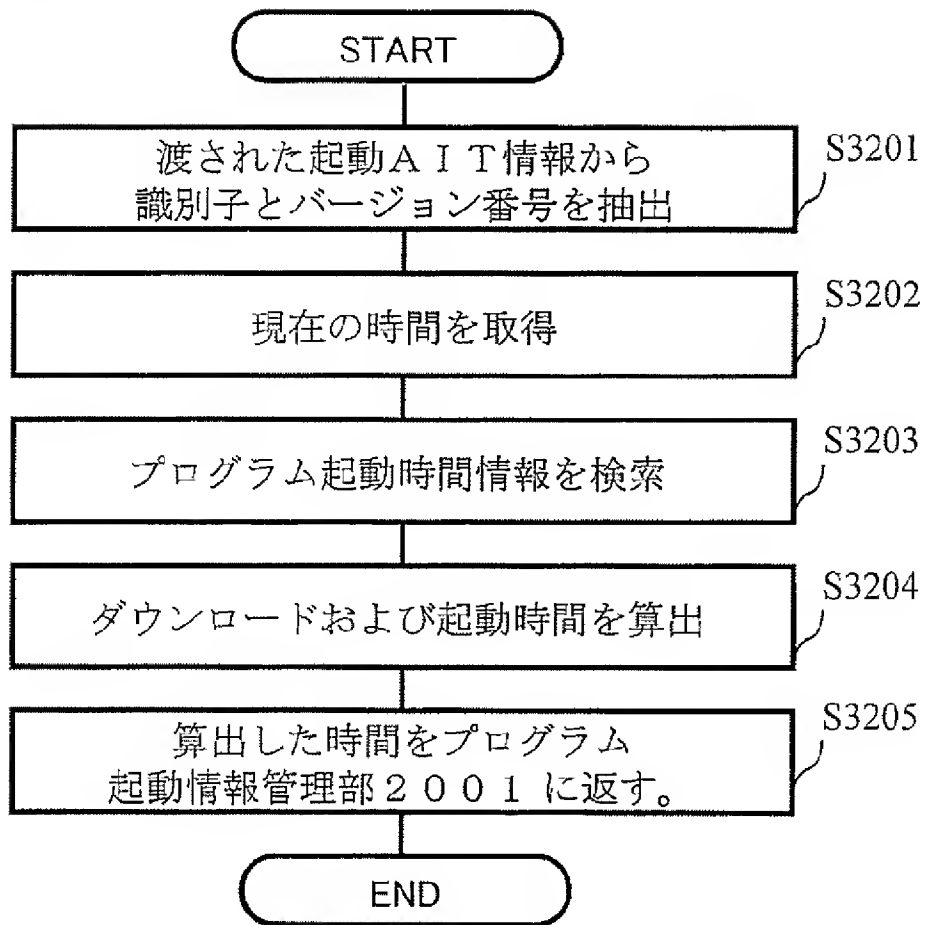 START
渡された起動AIT情報から
識別子とバージョン番号を抽出
S3201
現在の時間を取得
S3202
プログラム起動時間情報を検索
S3203
ダウンロードおよび起動時間を算出
S3204
算出した時間をプログラム
起動情報管理部2001に返す。
S3205
END